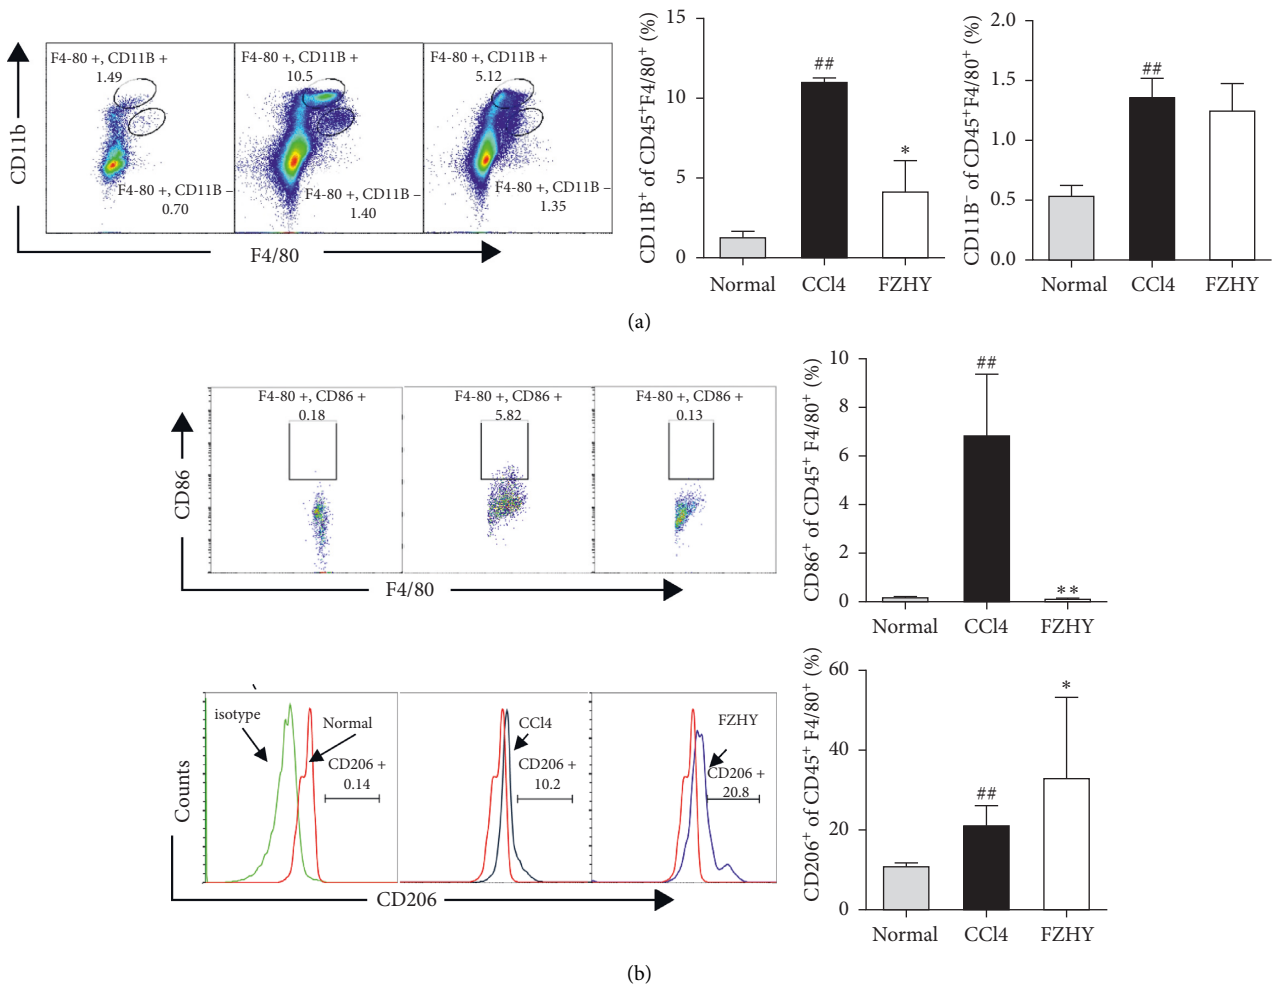 F4-80 +, CD11B +
1.49
F4-80 +, CD11B +
10.5
F4-80 +, CD11B +
5.12
F4-80 +, CD11B –
0.70
F4-80 +, CD11B –
1.40
F4-80 +, CD11B –
1.35
CD11b
F4/80
CD11B⁺ of CD45⁺F4/80⁺ (%)
15
10
5
0
##
*
Normal CCl4 FZHY
CD11B⁻ of CD45⁺F4/80⁺ (%)
2.0
1.5
1.0
0.5
0.0
##
Normal CCl4 FZHY
(a)
F4-80 +, CD86 +
0.18
F4-80 +, CD86 +
5.82
F4-80 +, CD86 +
0.13
CD86
F4/80
CD86⁺ of CD45⁺ F4/80⁺ (%)
10
8
6
4
2
0
##
**
Normal CCl4 FZHY
isotype
Normal
CD206 +
0.14
CCl4
CD206 +
10.2
FZHY
CD206 +
20.8
Counts
CD206
CD206⁺ of CD45⁺ F4/80⁺ (%)
60
40
20
0
##
*
Normal CCl4 FZHY
(b)